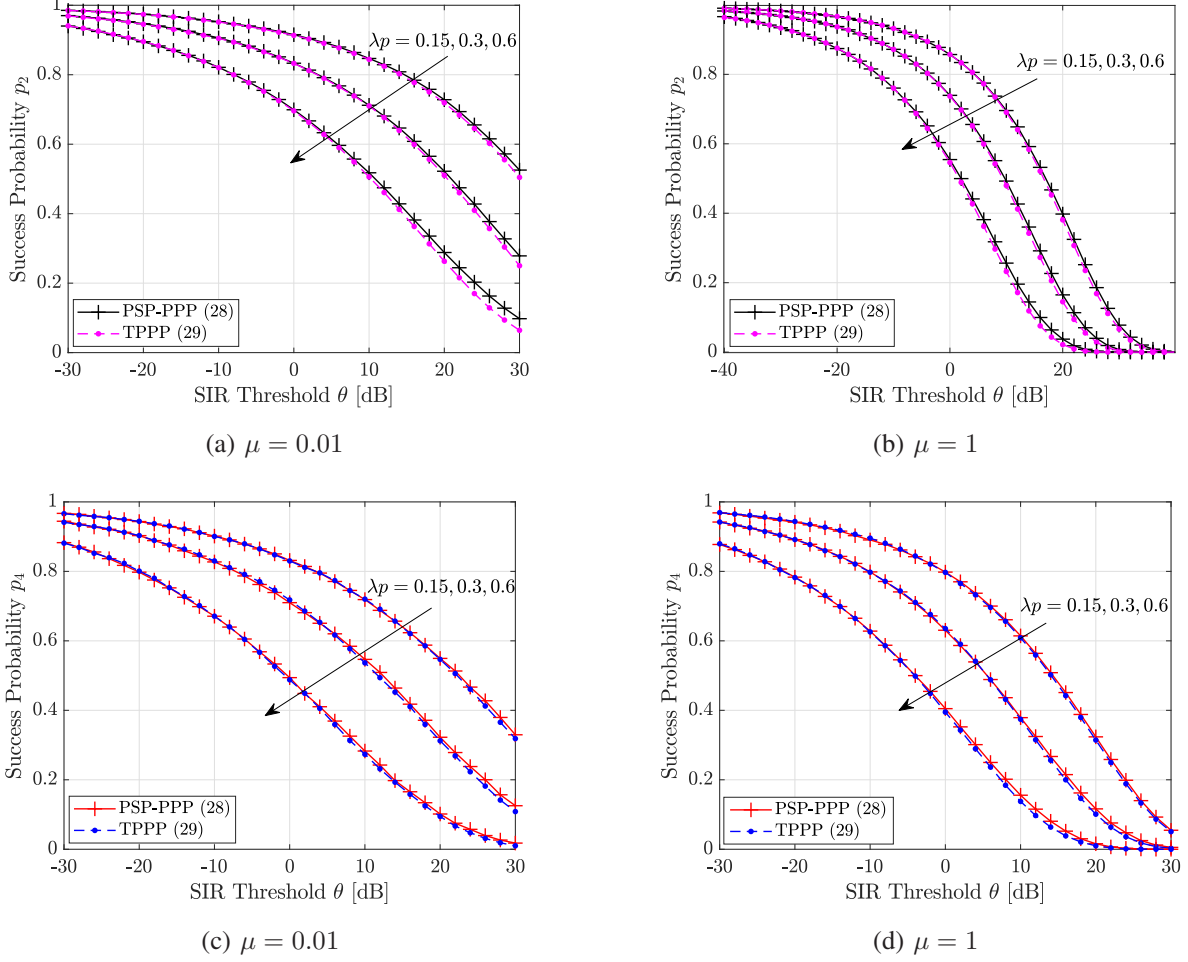 1
0.8
0.6
0.4
0.2
0
Success Probability p₂
λp = 0.15, 0.3, 0.6
PSP-PPP (28)
TPPP (29)
-30 -20 -10 0 10 20 30
SIR Threshold θ [dB]
(a) μ = 0.01
1
0.8
0.6
0.4
0.2
0
Success Probability p₂
λp = 0.15, 0.3, 0.6
PSP-PPP (28)
TPPP (29)
-40 -20 0 20
SIR Threshold θ [dB]
(b) μ = 1
1
0.8
0.6
0.4
0.2
0
Success Probability p₄
λp = 0.15, 0.3, 0.6
PSP-PPP (28)
TPPP (29)
-30 -20 -10 0 10 20 30
SIR Threshold θ [dB]
(c) μ = 0.01
1
0.8
0.6
0.4
0.2
0
Success Probability p₄
λp = 0.15, 0.3, 0.6
PSP-PPP (28)
TPPP (29)
-30 -20 -10 0 10 20 30
SIR Threshold θ [dB]
(d) μ = 1